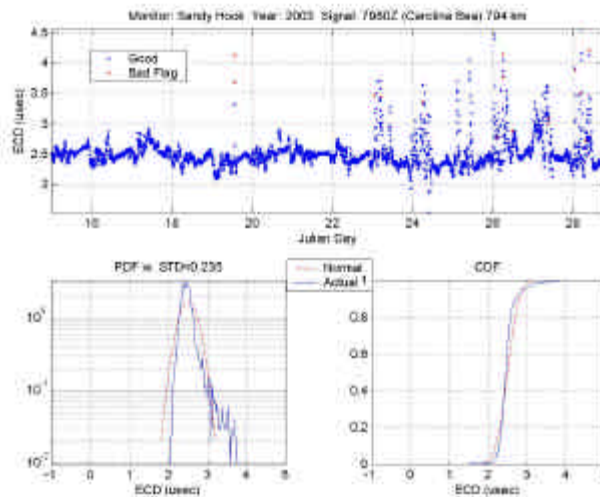 Monitor: Sandy Hook Year: 2003 Signal: 7980Z (Carolina Bea) 794 km
4.5
4
3.5
3
2.5
2
ECD (usec)
Good
Bad Flag
16
18
20
22
24
26
28
Julian Day
PDF w STD=0.235
Normal
Actual
CDF
-1
0
1
2
3
4
5
ECD (usec)
0.8
0.6
0.4
0.2
0
-1
0
1
2
3
4
5
ECD (usec)